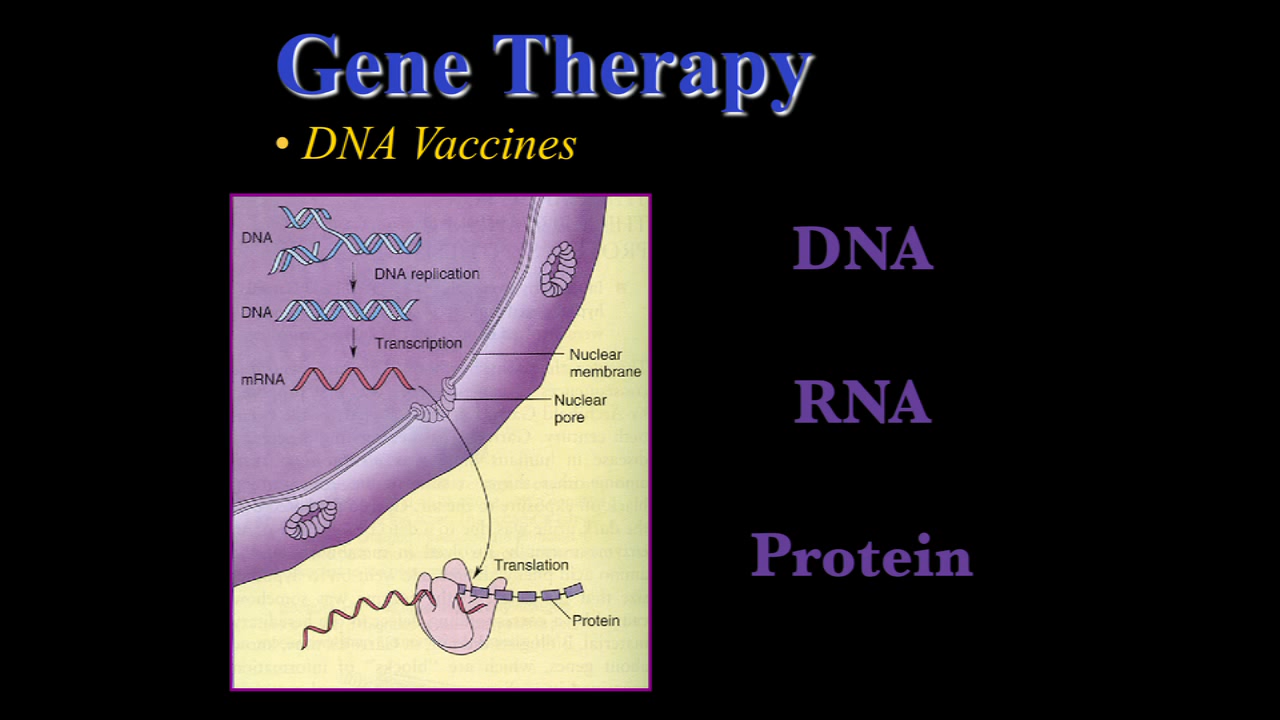 Gene Therapy
• DNA Vaccines
DNA
DNA replication
DNA
Transcription
mRNA
Nuclear
membrane
Nuclear
pore
Translation
Protein
DNA
RNA
Protein